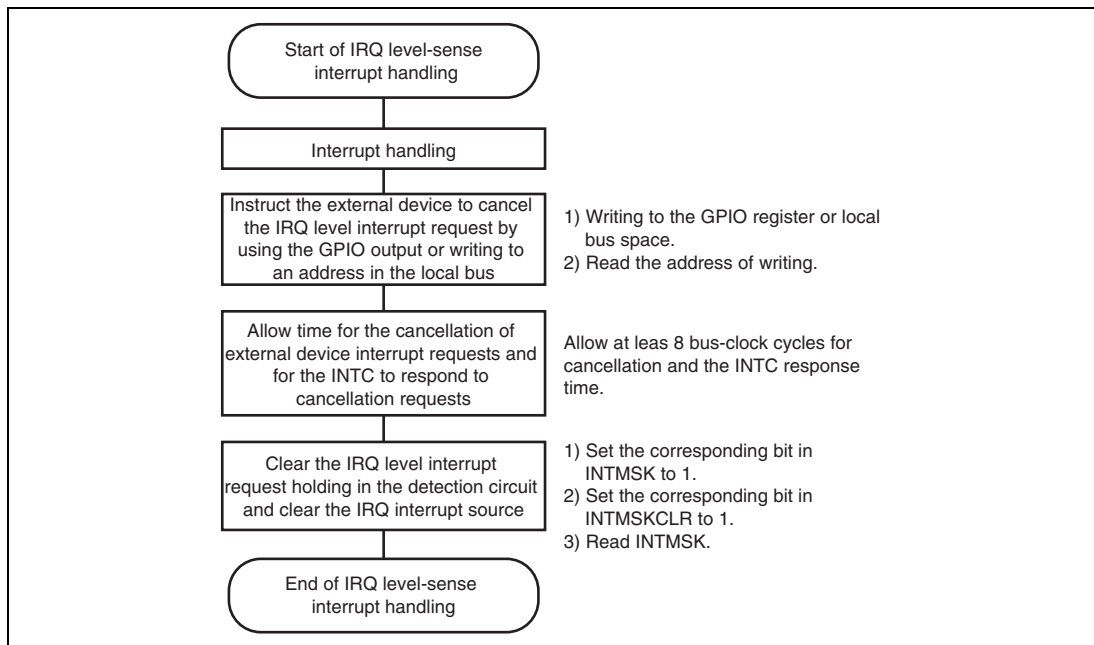 Start of IRQ level-sense
interrupt handling
Interrupt handling
Instruct the external device to cancel
the IRQ level interrupt request by
using the GPIO output or writing to
an address in the local bus
1) Writing to the GPIO register or local
bus space.
2) Read the address of writing.
Allow time for the cancellation of
external device interrupt requests and
for the INTC to respond to
cancellation requests
Allow at leas 8 bus-clock cycles for
cancellation and the INTC response
time.
Clear the IRQ level interrupt
request holding in the detection circuit
and clear the IRQ interrupt source
1) Set the corresponding bit in
INTMSK to 1.
2) Set the corresponding bit in
INTMSKCLR to 1.
3) Read INTMSK.
End of IRQ level-sense
interrupt handling